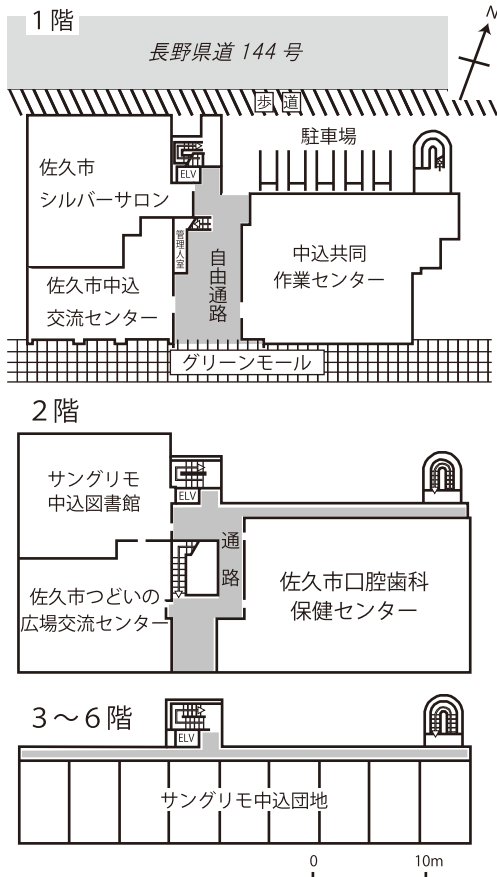 1階
N
長野県道 144 号
歩 道
駐車場
ELV
佐久市
シルバーサロン
管理人室
自由通路
中込共同
作業センター
佐久市中込
交流センター
グリーンモール
2階
サングリモ
中込図書館
ELV
通路
佐久市つどいの
広場交流センター
佐久市口腔歯科
保健センター
3〜6階
ELV
サングリモ中込団地
0 10m